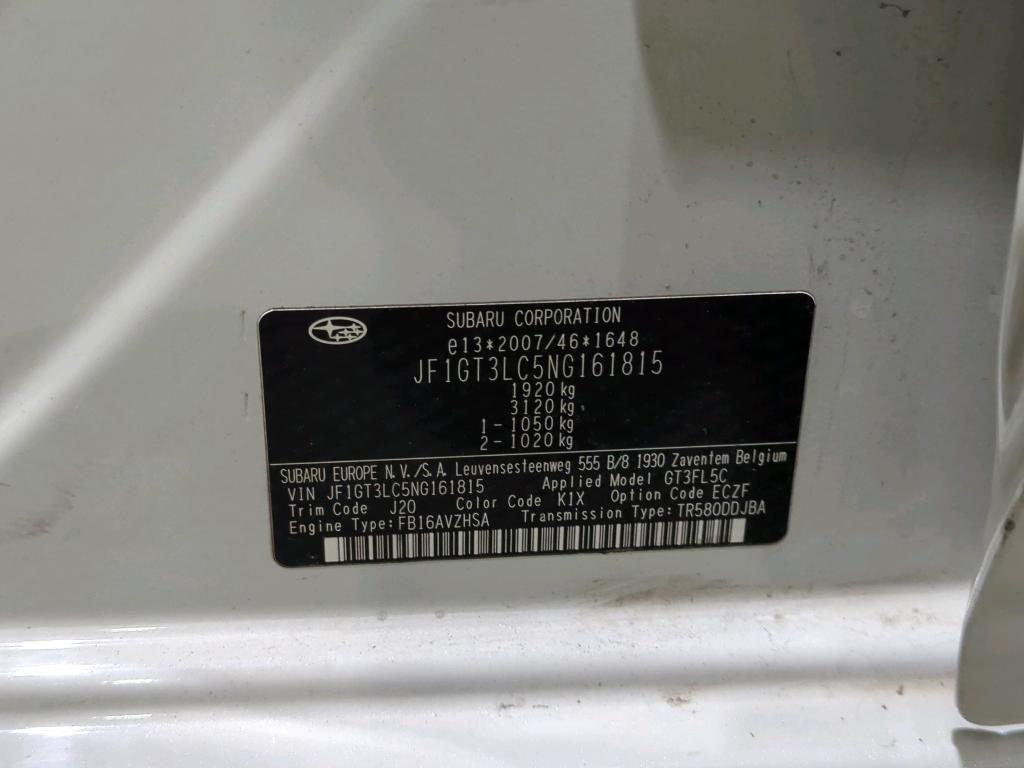 SUBARU CORPORATION
e13*2007/46*1648
JF1GT3LC5NG161815
1920 kg
3120 kg
1 - 1050 kg
2 - 1020 kg
SUBARU EUROPE N.V./S.A. Leuvensesteenweg 555 B/8 1930 Zaventem Belgium
VIN JF1GT3LC5NG161815 Applied Model GT3FL5C
Trim Code J20 Color Code K1X Option Code ECZF
Engine Type: FB16AVZHSA Transmission Type: TR580DDJBA